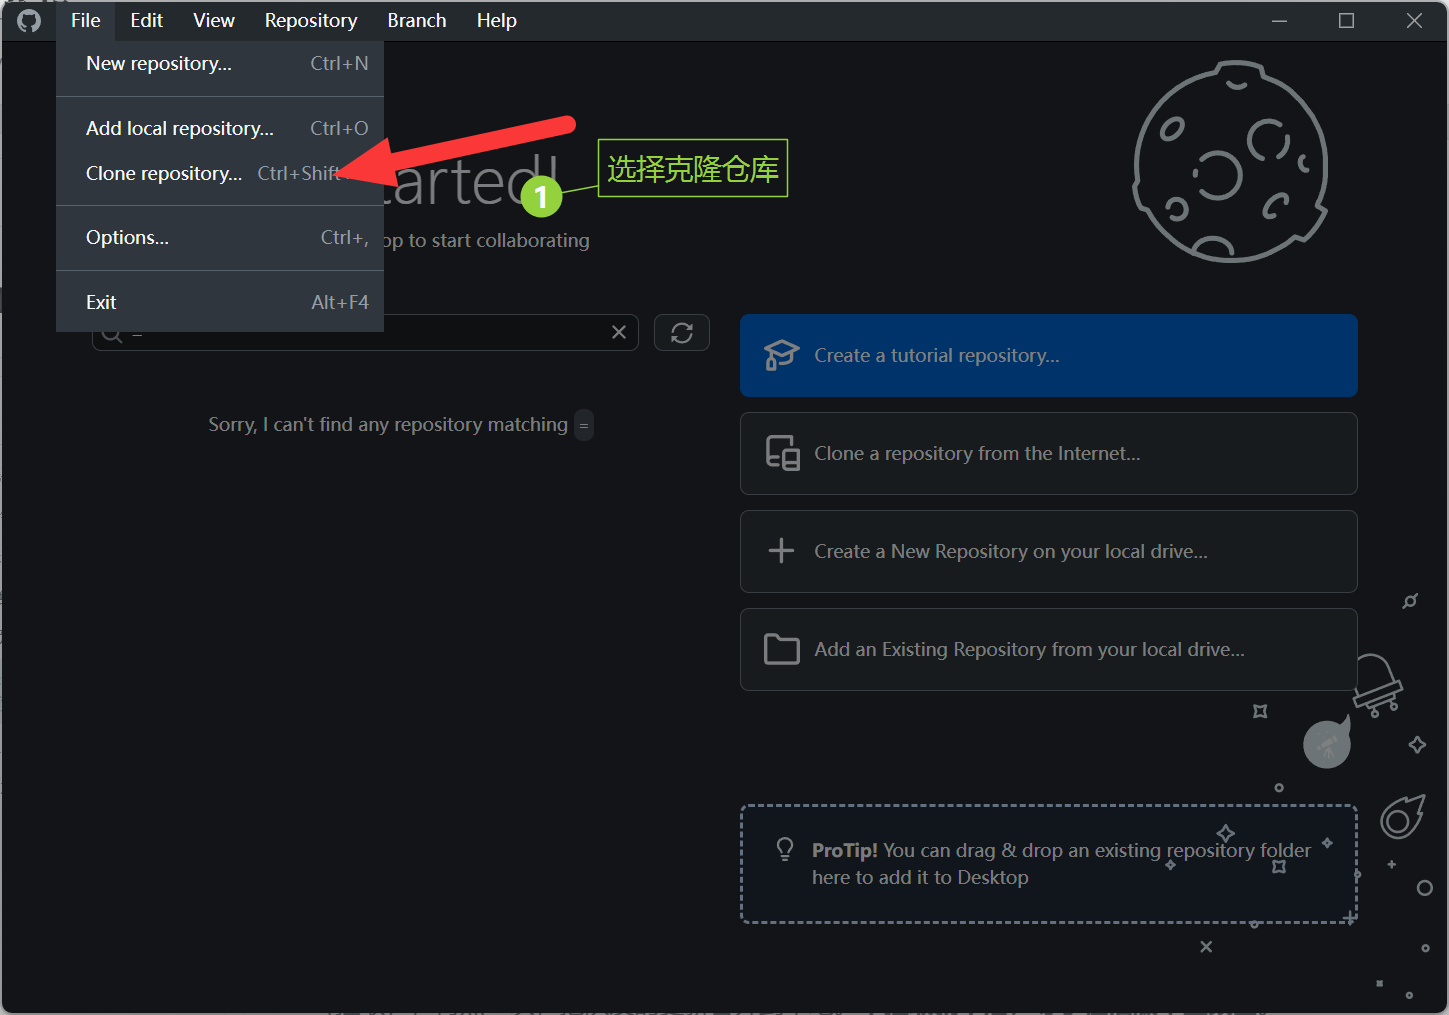 File Edit View Repository Branch Help
New repository... Ctrl+N
Add local repository... Ctrl+O
Clone repository... Ctrl+Shift
Options... Ctrl+,
Exit Alt+F4
arted!
1
选择克隆仓库
op to start collaborating
=
Sorry, I can't find any repository matching =
Create a tutorial repository...
Clone a repository from the Internet...
Create a New Repository on your local drive...
Add an Existing Repository from your local drive...
ProTip! You can drag & drop an existing repository folder
here to add it to Desktop